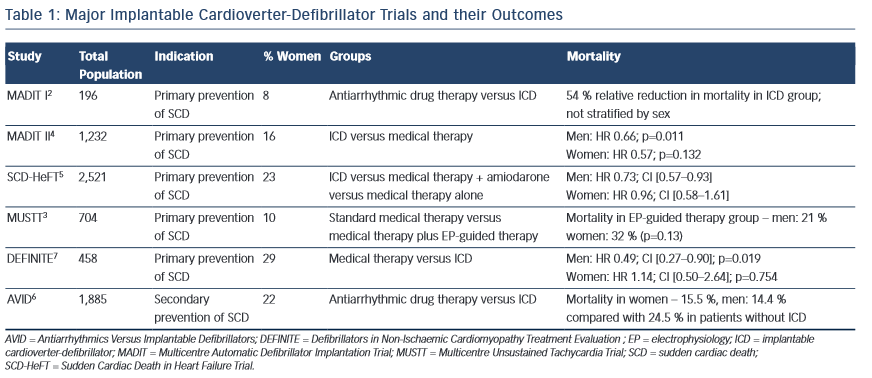 Table 1: Major Implantable Cardioverter-Defibrillator Trials and their Outcomes
Study Total Population Indication % Women Groups Mortality
MADIT I² 196 Primary prevention of SCD 8 Antiarrhythmic drug therapy versus ICD 54 % relative reduction in mortality in ICD group; not stratified by sex
MADIT II⁴ 1,232 Primary prevention of SCD 16 ICD versus medical therapy Men: HR 0.66; p=0.011 Women: HR 0.57; p=0.132
SCD-HeFT⁵ 2,521 Primary prevention of SCD 23 ICD versus medical therapy + amiodarone versus medical therapy alone Men: HR 0.73; CI [0.57–0.93] Women: HR 0.96; CI [0.58–1.61]
MUSTT³ 704 Primary prevention of SCD 10 Standard medical therapy versus medical therapy plus EP-guided therapy Mortality in EP-guided therapy group – men: 21 % women: 32 % (p=0.13)
DEFINITE⁷ 458 Primary prevention of SCD 29 Medical therapy versus ICD Men: HR 0.49; CI [0.27–0.90]; p=0.019 Women: HR 1.14; CI [0.50–2.64]; p=0.754
AVID⁶ 1,885 Secondary prevention of SCD 22 Antiarrhythmic drug therapy versus ICD Mortality in women – 15.5 %, men: 14.4 % compared with 24.5 % in patients without ICD
AVID = Antiarrhythmics Versus Implantable Defibrillators; DEFINITE = Defibrillators in Non-Ischaemic Cardiomyopathy Treatment Evaluation ; EP = electrophysiology; ICD = implantable
cardioverter-defibrillator; MADIT = Multicentre Automatic Defibrillator Implantation Trial; MUSTT = Multicentre Unsustained Tachycardia Trial; SCD = sudden cardiac death;
SCD-HeFT = Sudden Cardiac Death in Heart Failure Trial.